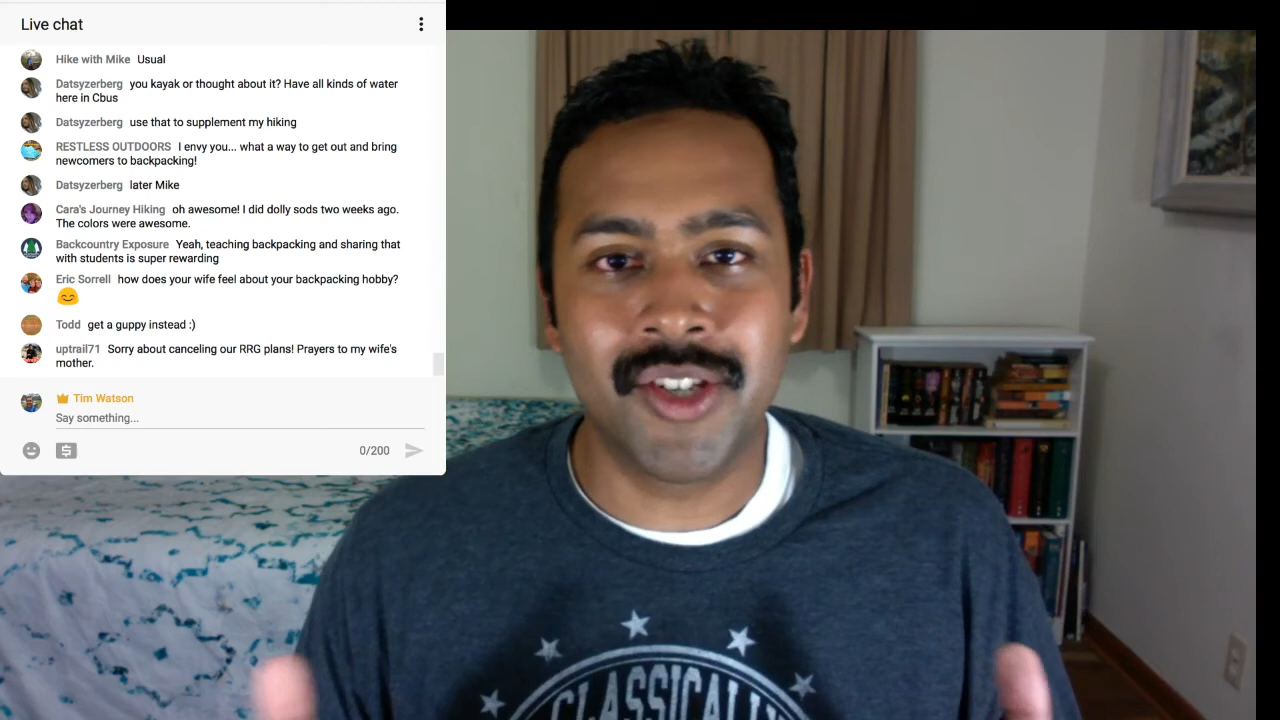 Live chat
Hike with Mike Usual
Datsyzerberg you kayak or thought about it? Have all kinds of water
here in Cbus
Datsyzerberg use that to supplement my hiking
RESTLESS OUTDOORS I envy you... what a way to get out and bring
newcomers to backpacking!
Datsyzerberg later Mike
Cara's Journey Hiking oh awesome! I did dolly sods two weeks ago.
The colors were awesome.
Backcountry Exposure Yeah, teaching backpacking and sharing that
with students is super rewarding
Eric Sorrell how does your wife feel about your backpacking hobby?
😊
Todd get a guppy instead :)
uptrail71 Sorry about canceling our RRG plans! Prayers to my wife's
mother.
Tim Watson
Say something...
0/200
CLASSICALLY